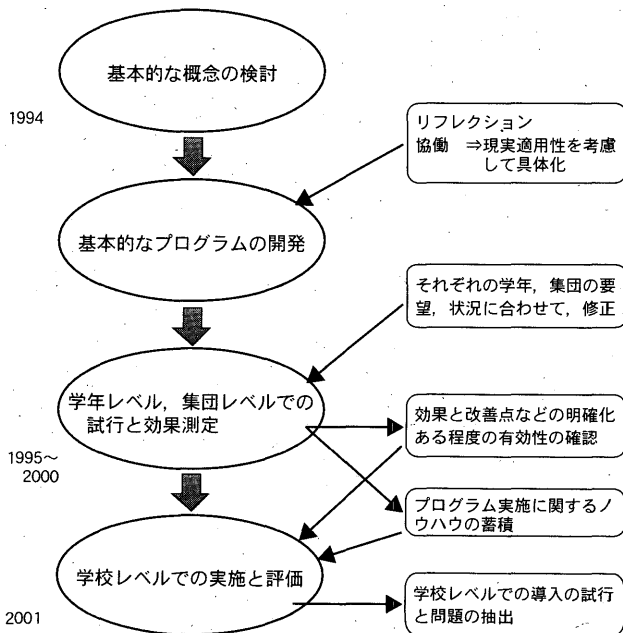 基本的な概念の検討
1994
リフレクション
協働　⇒現実適用性を考慮
して具体化
基本的なプログラムの開発
それぞれの学年，集団の要
望，状況に合わせて，修正
学年レベル，集団レベルでの
試行と効果測定
効果と改善点などの明確化
ある程度の有効性の確認
1995～
2000
プログラム実施に関するノ
ウハウの蓄積
学校レベルでの実施と評価
学校レベルでの導入の試行
と問題の抽出
2001